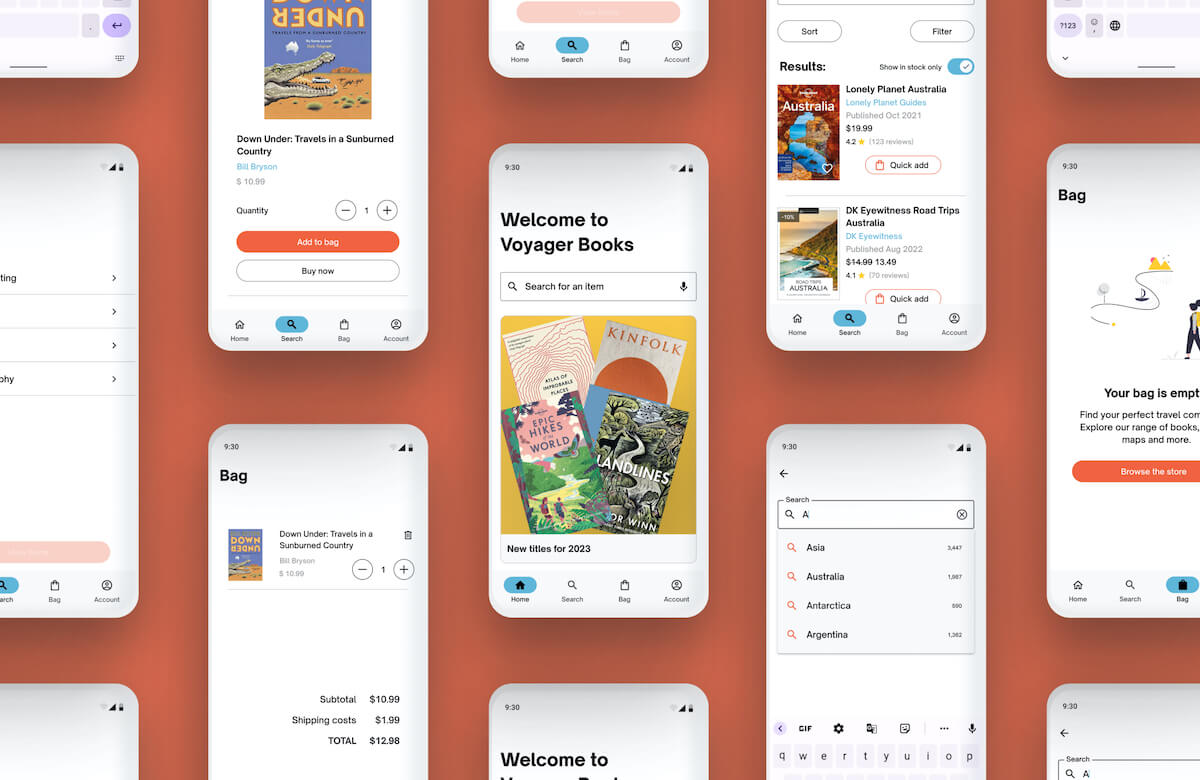 .
ting
phy
View items
Search
Bag
Account
DOWN
UNDER
TRAVELS FROM A SUNBURNED COUNTRY
Down Under: Travels in a Sunburned
Country
Bill Bryson
$ 10.99
Quantity
1
Add to bag
Buy now
Home
Search
Bag
Account
9:30
Bag
DOWN
UNDER
Down Under: Travels in a
Sunburned Country
Bill Bryson
$ 10.99
1
Subtotal $10.99
Shipping costs $1.99
TOTAL $12.98
View items
Home
Search
Bag
Account
9:30
Welcome to
Voyager Books
Search for an item
ATLAS OF
IMPROBABLE
PLACES
KINFOLK
EPIC
HIKES
of the
WORLD
LANDLINES
OR WINN
New titles for 2023
Home
Search
Bag
Account
9:30
Welcome to
Voyager Books
Sort
Filter
Results:
Show in stock only
Australia
Lonely Planet Australia
Lonely Planet Guides
Published Oct 2021
$19.99
4.2 ★ (123 reviews)
Quick add
-10%
ROAD TRIPS
AUSTRALIA
DK Eyewitness Road Trips
Australia
DK Eyewitness
Published Aug 2022
$14.99 13.49
4.1 ★ (70 reviews)
Quick add
Home
Search
Bag
Account
9:30
Search
A
Asia 3,447
Australia 1,987
Antarctica 590
Argentina 1,362
GIF
q w e r t y u i o p
?123
,
9:30
Bag
Your bag is empt
Find your perfect travel com
Explore our range of books,
maps and more.
Browse the store
Home
Search
Bag
9:30
Search
A